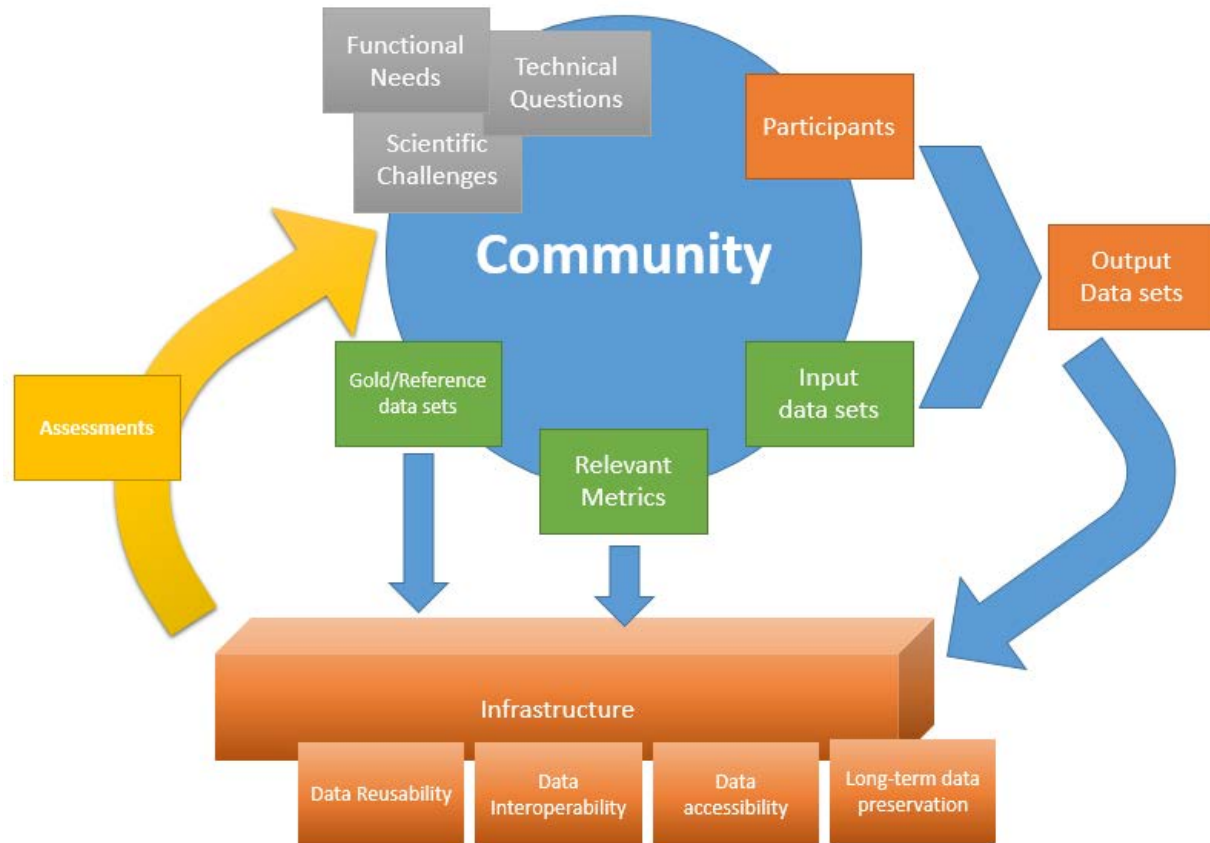 Functional
Needs
Technical
Questions
Scientific
Challenges
Participants
Community
Output
Data sets
Gold/Reference
data sets
Input
data sets
Assessments
Relevant
Metrics
Infrastructure
Data Reusability
Data
Interoperability
Data
accessibility
Long-term data
preservation